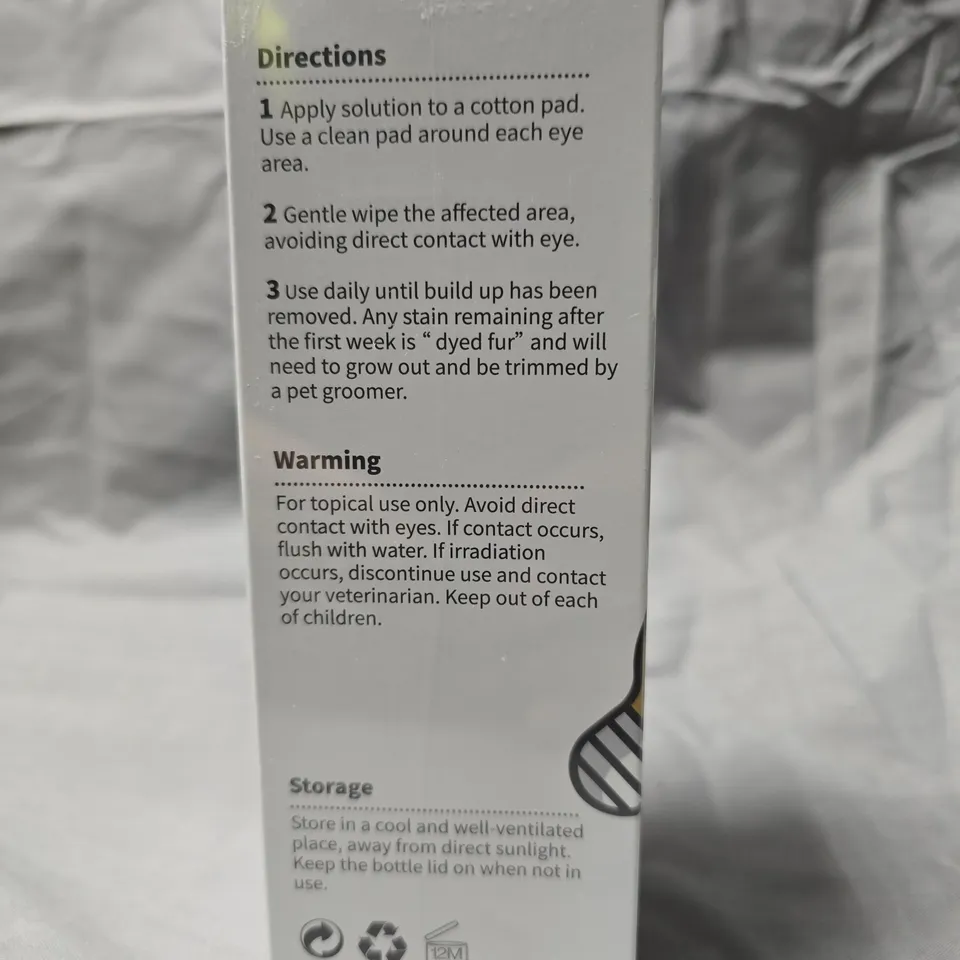 Directions
1 Apply solution to a cotton pad.
Use a clean pad around each eye
area.
2 Gentle wipe the affected area,
avoiding direct contact with eye.
3 Use daily until build up has been
removed. Any stain remaining after
the first week is “ dyed fur” and will
need to grow out and be trimmed by
a pet groomer.
Warming
For topical use only. Avoid direct
contact with eyes. If contact occurs,
flush with water. If irradiation
occurs, discontinue use and contact
your veterinarian. Keep out of each
of children.
Storage
Store in a cool and well-ventilated
place, away from direct sunlight.
Keep the bottle lid on when not in
use.
12M